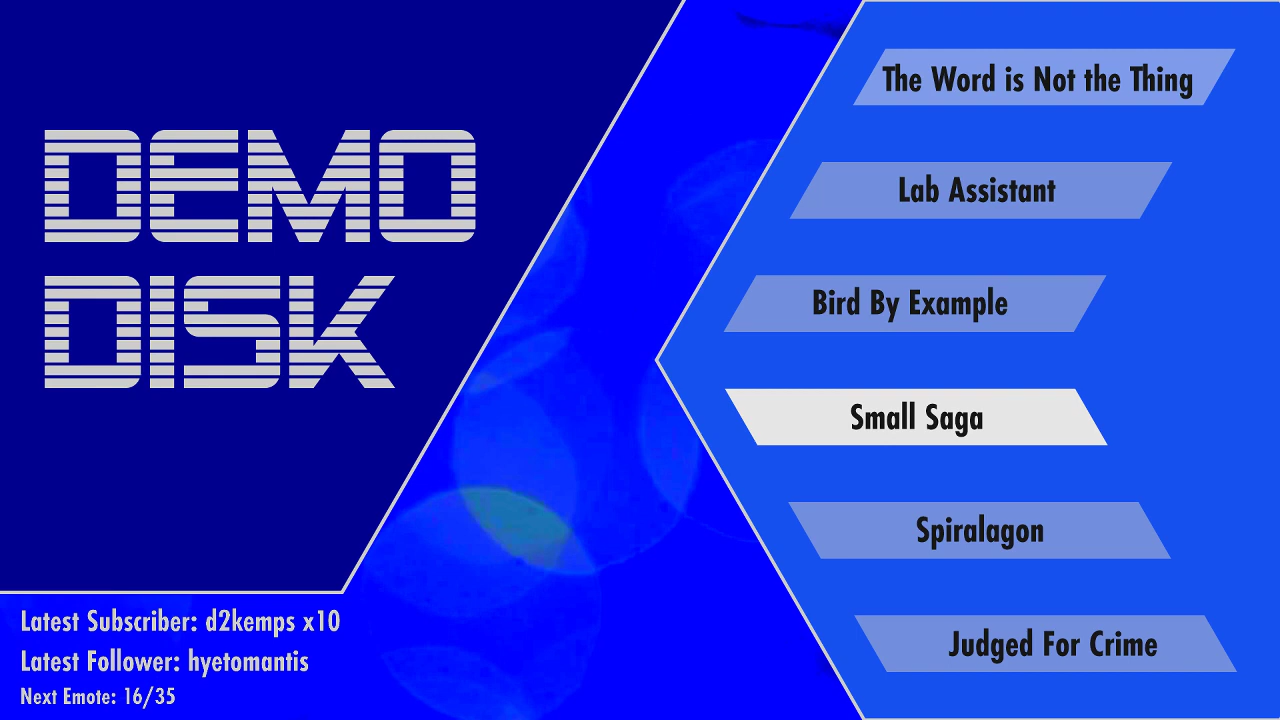 DEMO
DISK
Latest Subscriber: d2kemps x10
Latest Follower: hyetomantis
Next Emote: 16/35
The Word is Not the Thing
Lab Assistant
Bird By Example
Small Saga
Spiralagon
Judged For Crime